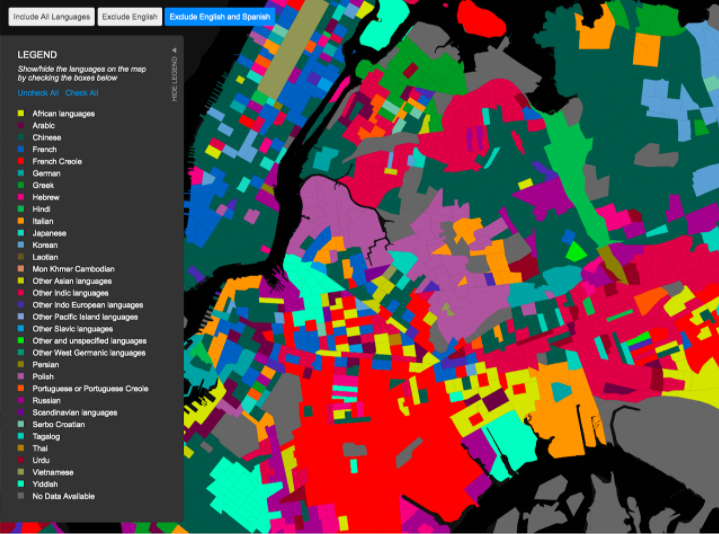 Include All Languages
Exclude English
Exclude English and Spanish
LEGEND
HIDE LEGEND ▲
Show/hide the languages on the map
by checking the boxes below
Uncheck All Check All
African languages
Arabic
Chinese
French
French Creole
German
Greek
Hebrew
Hindi
Italian
Japanese
Korean
Laotian
Mon Khmer Cambodian
Other Asian languages
Other Indic languages
Other Indo European languages
Other Pacific Island languages
Other Slavic languages
Other and unspecified languages
Other West Germanic languages
Persian
Polish
Portuguese or Portuguese Creole
Russian
Scandinavian languages
Serbo Croatian
Tagalog
Thai
Urdu
Vietnamese
Yiddish
No Data Available